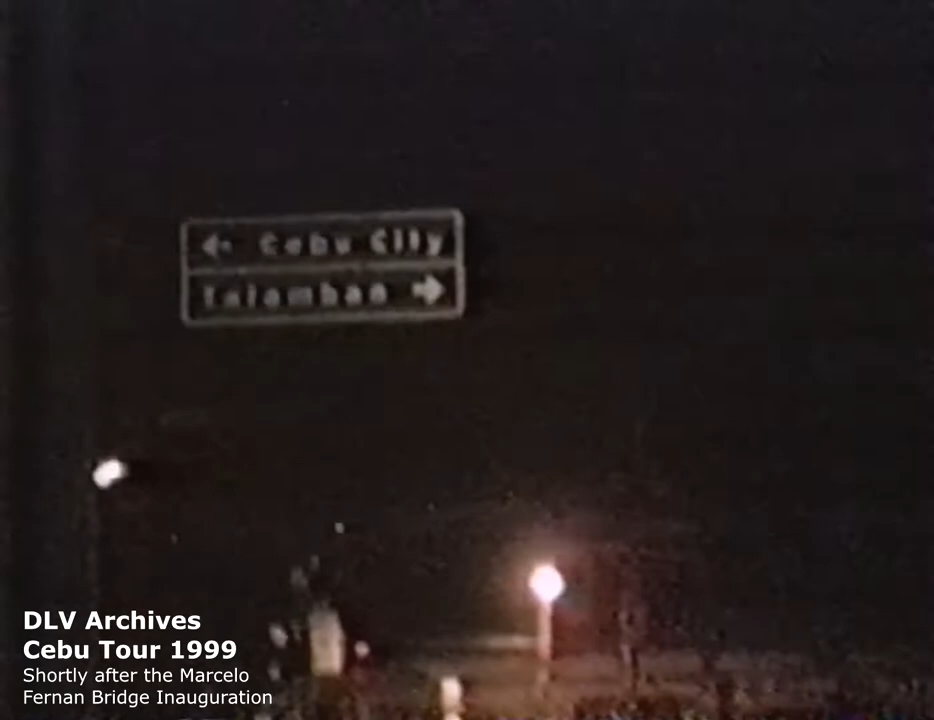 ← Cebu City
Talamban →
DLV Archives
Cebu Tour 1999
Shortly after the Marcelo
Fernan Bridge Inauguration